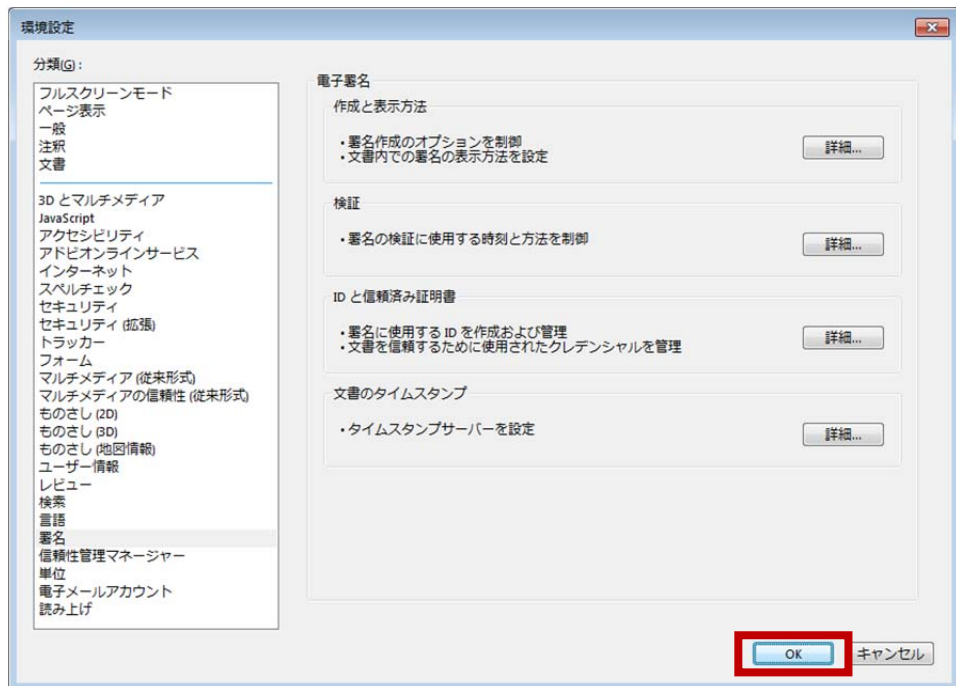 環境設定
分類(G):
フルスクリーンモード
ページ表示
一般
注釈
文書
3D とマルチメディア
JavaScript
アクセシビリティ
アドビオンラインサービス
インターネット
スペルチェック
セキュリティ
セキュリティ (拡張)
トラッカー
フォーム
マルチメディア (従来形式)
マルチメディアの信頼性 (従来形式)
ものさし (2D)
ものさし (3D)
ものさし (地図情報)
ユーザー情報
レビュー
検索
言語
署名
信頼性管理マネージャー
単位
電子メールアカウント
読み上げ
電子署名
作成と表示方法
・署名作成のオプションを制御
・文書内での署名の表示方法を設定
詳細...
検証
・署名の検証に使用する時刻と方法を制御
詳細...
ID と信頼済み証明書
・署名に使用する ID を作成および管理
・文書を信頼するために使用されたクレデンシャルを管理
詳細...
文書のタイムスタンプ
・タイムスタンプサーバーを設定
詳細...
OK
キャンセル